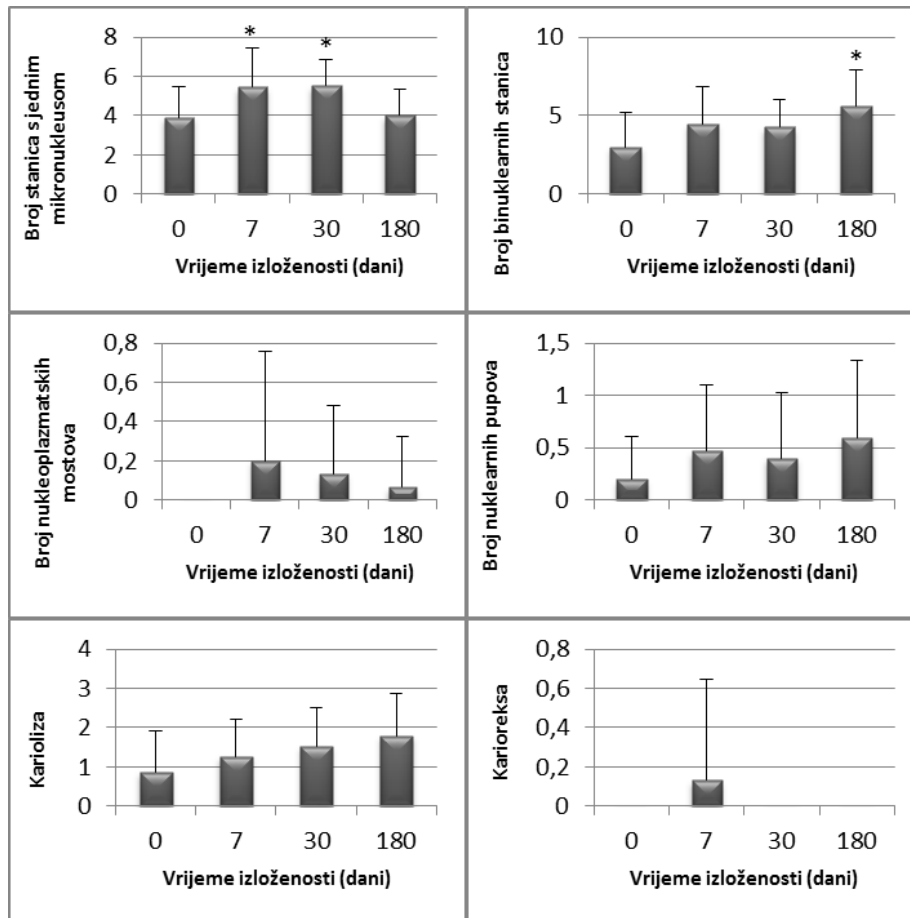 Broj stanica s jednim
mikronukleusom
8
6
4
2
0
*
*
0 7 30 180
Vrijeme izloženosti (dani)
Broj binuklearnih stanica
10
5
0
*
0 7 30 180
Vrijeme izloženosti (dani)
Broj nukleoplazmatskih
mostova
0,8
0,6
0,4
0,2
0
0 7 30 180
Vrijeme izloženosti (dani)
Broj nuklearnih pupova
1,5
1
0,5
0
0 7 30 180
Vrijeme izloženosti (dani)
Karioliza
4
3
2
1
0
0 7 30 180
Vrijeme izloženosti (dani)
Karioreksa
0,8
0,6
0,4
0,2
0
0 7 30 180
Vrijeme izloženosti (dani)